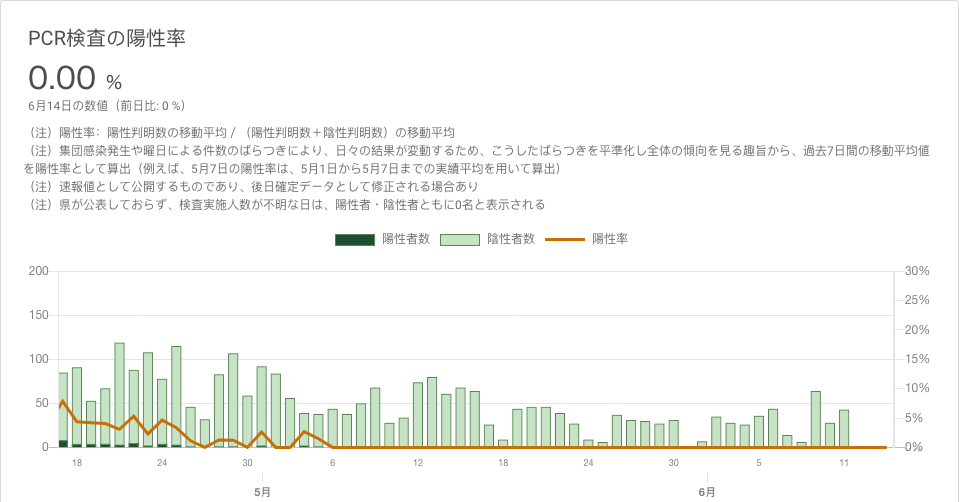 PCR検査の陽性率
0.00 %
6月14日の数値（前日比: 0 %）
（注）陽性率：陽性判明数の移動平均 / （陽性判明数＋陰性判明数）の移動平均
（注）集団感染発生や曜日による件数のばらつきにより、日々の結果が変動するため、こうしたばらつきを平準化し全体の傾向を見る趣旨から、過去7日間の移動平均値
を陽性率として算出（例えば、5月7日の陽性率は、5月1日から5月7日までの実績平均を用いて算出）
（注）速報値として公開するものであり、後日確定データとして修正される場合あり
（注）県が公表しておらず、検査実施人数が不明な日は、陽性者・陰性者ともに0名と表示される
陽性者数 陰性者数 陽性率
200 30%
25%
150 20%
100 15%
10%
50 5%
0 0%
18 24 30 6 12 18 24 30 5 11
5月 6月